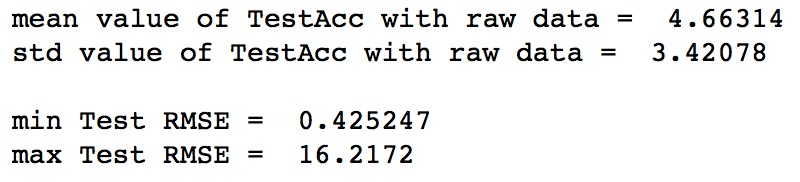 mean value of TestAcc with raw data =  4.66314
std value of TestAcc with raw data =  3.42078
min Test RMSE =  0.425247
max Test RMSE =  16.2172